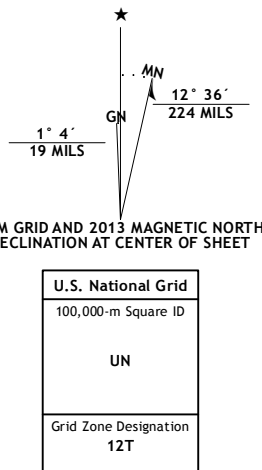 ★
MN
GN
12° 36´
224 MILS
1° 4´
19 MILS
M GRID AND 2013 MAGNETIC NORTH
ECLINATION AT CENTER OF SHEET
U.S. National Grid
100,000-m Square ID
UN
Grid Zone Designation
12T